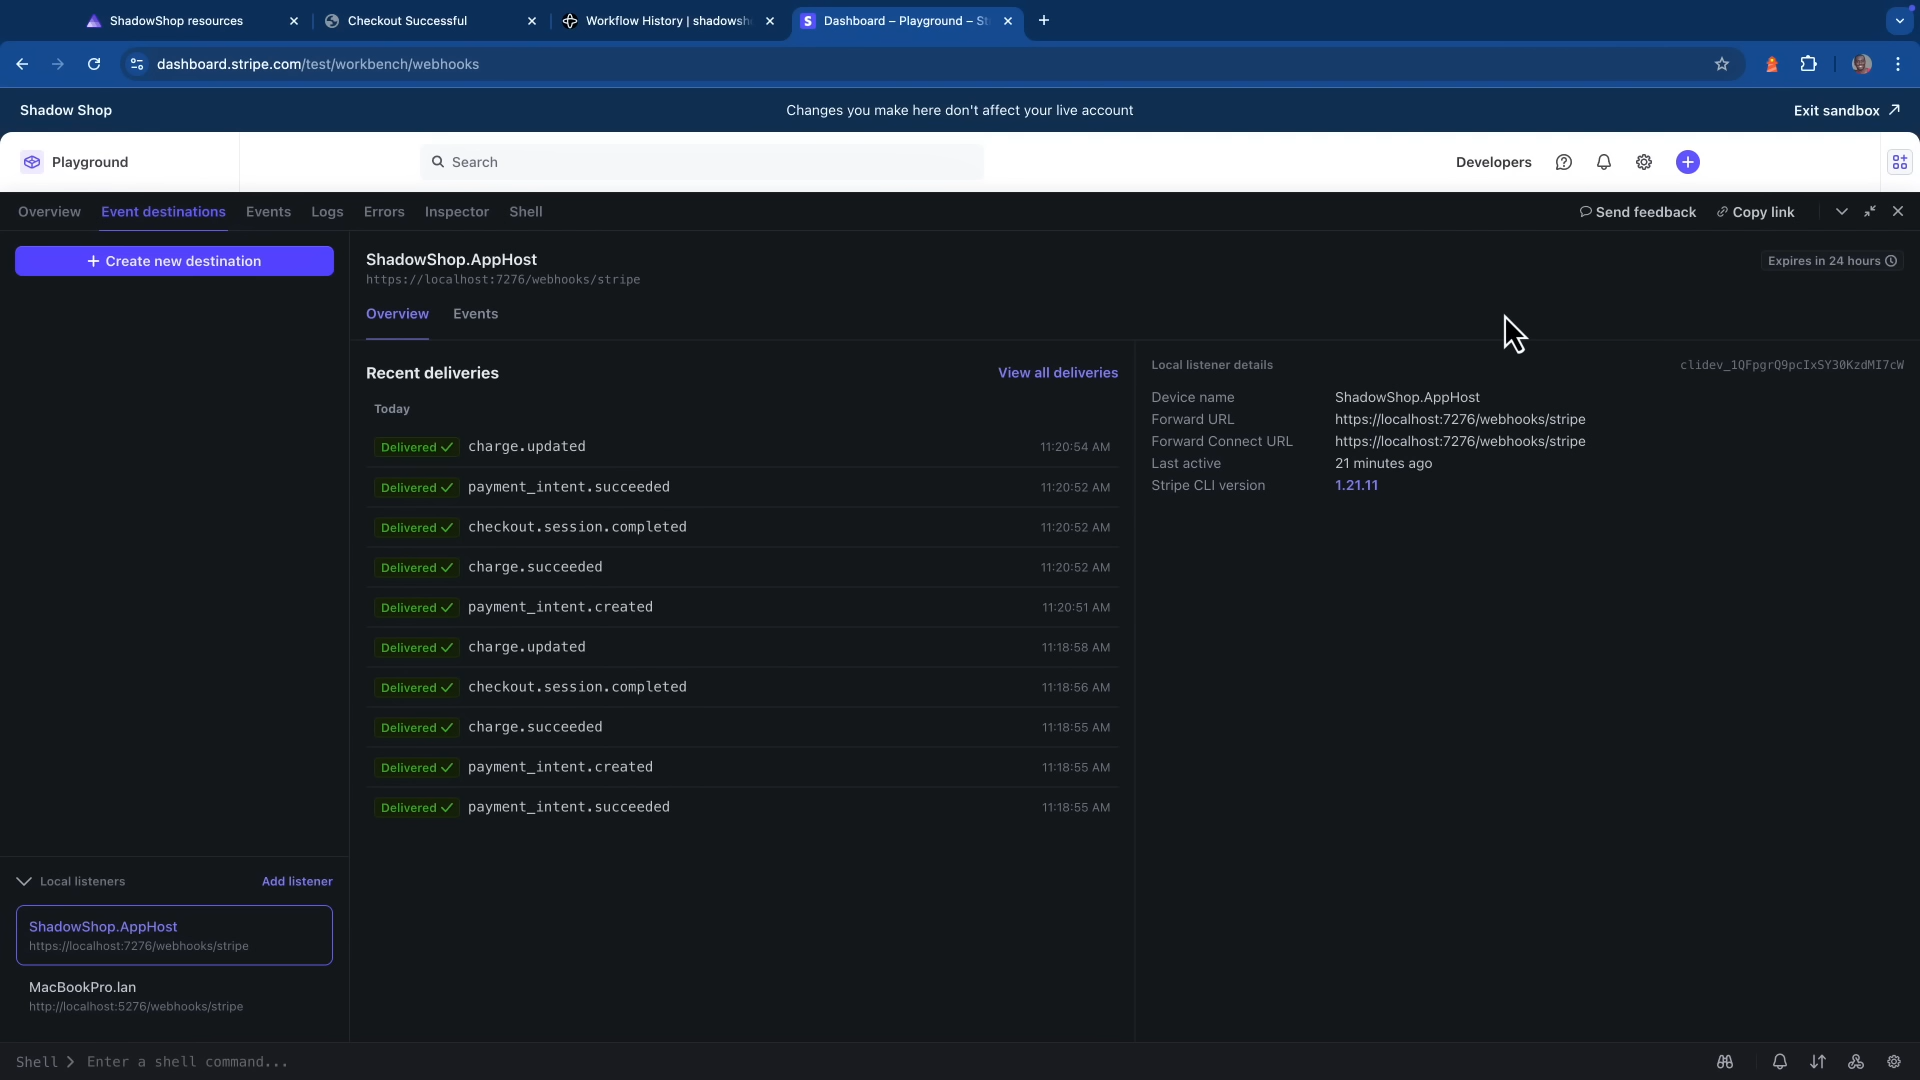 ShadowShop resources
Checkout Successful
Workflow History | shadowsh
Dashboard – Playground – St
dashboard.stripe.com/test/workbench/webhooks
Shadow Shop
Changes you make here don't affect your live account
Exit sandbox
Playground
Search
Developers
Overview
Event destinations
Events
Logs
Errors
Inspector
Shell
Send feedback
Copy link
Create new destination
ShadowShop.AppHost
https://localhost:7276/webhooks/stripe
Expires in 24 hours
Overview
Events
Recent deliveries
View all deliveries
Today
Delivered charge.updated 11:20:54 AM
Delivered payment_intent.succeeded 11:20:52 AM
Delivered checkout.session.completed 11:20:52 AM
Delivered charge.succeeded 11:20:52 AM
Delivered payment_intent.created 11:20:51 AM
Delivered charge.updated 11:18:58 AM
Delivered checkout.session.completed 11:18:56 AM
Delivered charge.succeeded 11:18:55 AM
Delivered payment_intent.created 11:18:55 AM
Delivered payment_intent.succeeded 11:18:55 AM
Local listener details
clidev_1QFpgrQ9pcIxSY30KzdMI7cW
Device name ShadowShop.AppHost
Forward URL https://localhost:7276/webhooks/stripe
Forward Connect URL https://localhost:7276/webhooks/stripe
Last active 21 minutes ago
Stripe CLI version 1.21.11
Local listeners
Add listener
ShadowShop.AppHost
https://localhost:7276/webhooks/stripe
MacBookPro.lan
http://localhost:5276/webhooks/stripe
Shell
Enter a shell command...